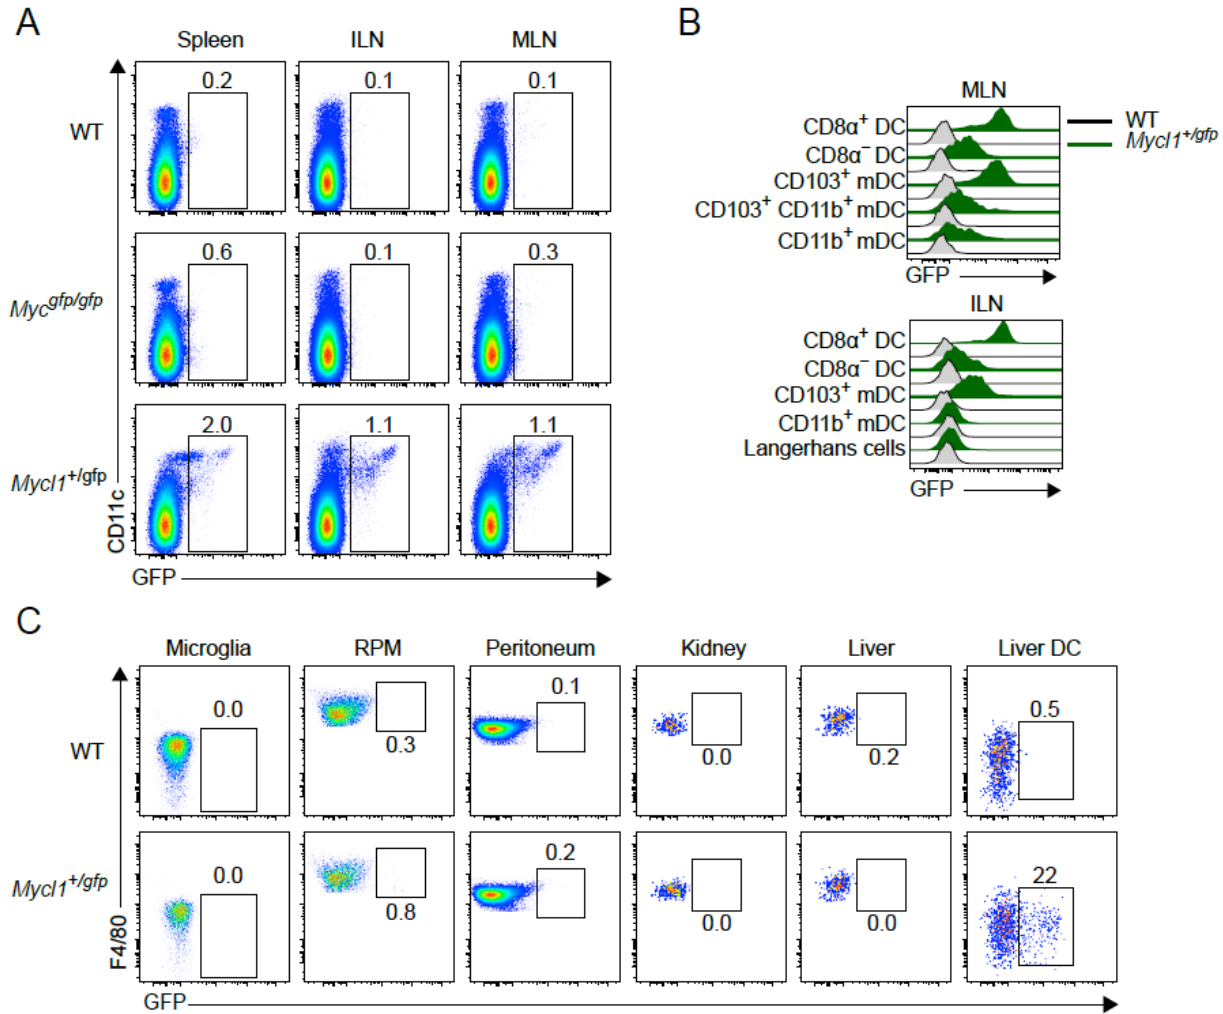 A
Spleen ILN MLN
WT
0.2 0.1 0.1
Myc^gfp/gfp
0.6 0.1 0.3
Mycl1^+/gfp
2.0 1.1 1.1
CD11c
GFP
B
MLN
CD8α⁺ DC
CD8α⁻ DC
CD103⁺ mDC
CD103⁺ CD11b⁺ mDC
CD11b⁺ mDC
GFP
WT
Mycl1^+/gfp
ILN
CD8α⁺ DC
CD8α⁻ DC
CD103⁺ mDC
CD11b⁺ mDC
Langerhans cells
GFP
C
Microglia RPM Peritoneum Kidney Liver Liver DC
WT
0.0 0.3 0.1 0.0 0.2 0.5
Mycl1^+/gfp
0.0 0.8 0.2 0.0 0.0 22
F4/80
GFP